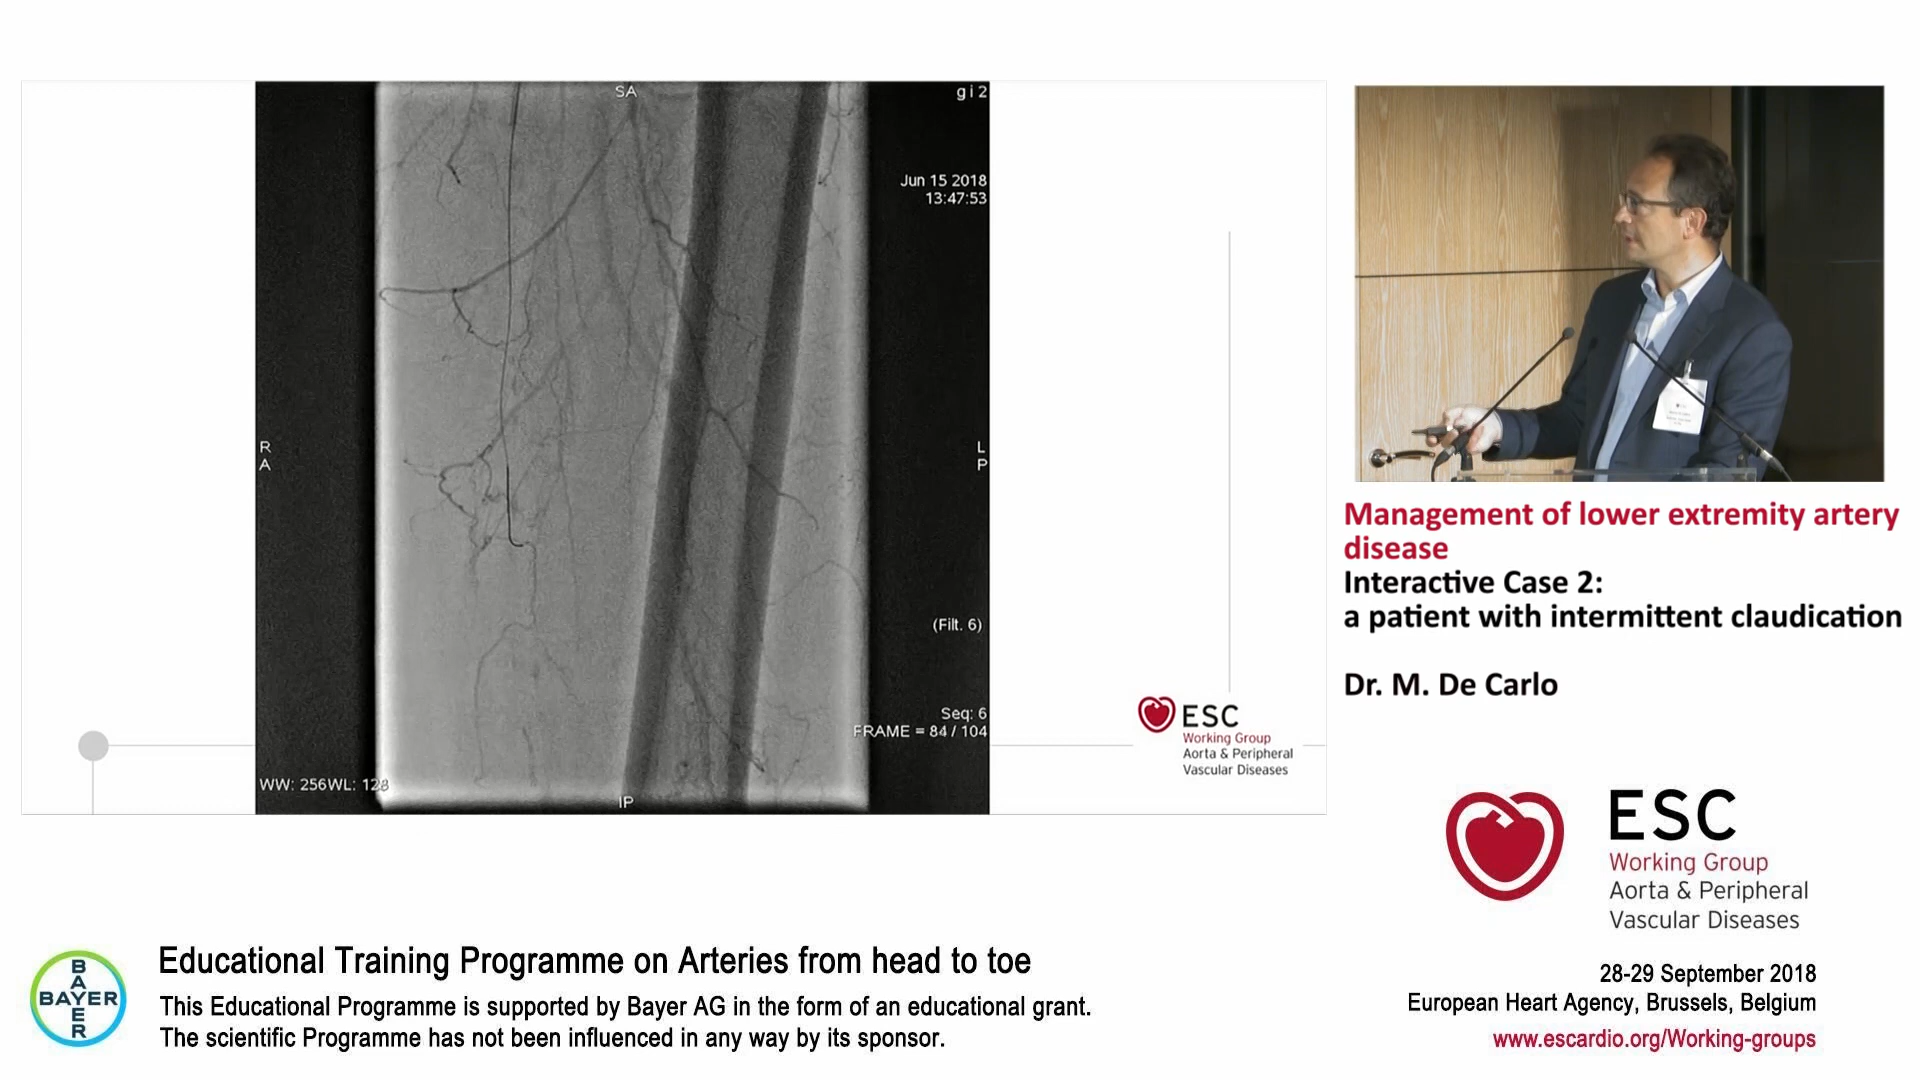 SA
gi2
Jun 15 2018
13:47:53
R
A
L
P
(Filt. 6)
Seq: 6
FRAME = 84 / 104
WW: 256WL: 128
IP
ESC
Working Group
Aorta & Peripheral
Vascular Diseases
Management of lower extremity artery
disease
Interactive Case 2:
a patient with intermittent claudication
Dr. M. De Carlo
ESC
Working Group
Aorta & Peripheral
Vascular Diseases
BAYER
BAYER
Educational Training Programme on Arteries from head to toe
This Educational Programme is supported by Bayer AG in the form of an educational grant.
The scientific Programme has not been influenced in any way by its sponsor.
28-29 September 2018
European Heart Agency, Brussels, Belgium
www.escardio.org/Working-groups